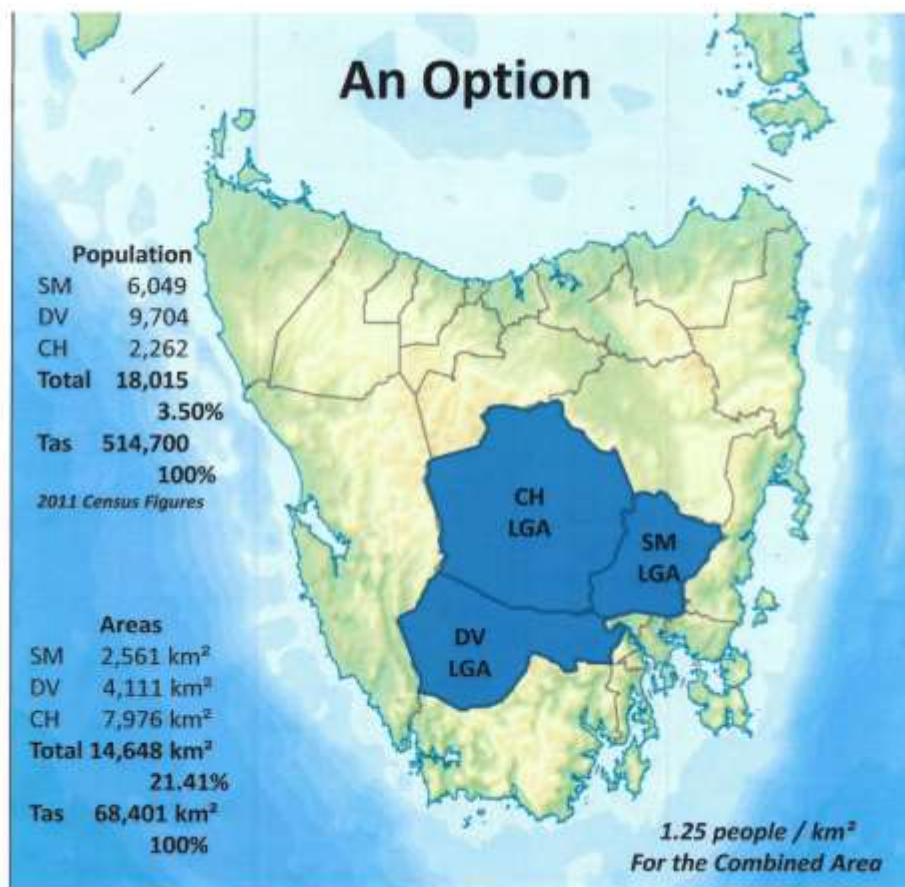 An Option
Population
SM 6,049
DV 9,704
CH 2,262
Total 18,015
3.50%
Tas 514,700
100%
2011 Census Figures
CH
LGA
SM
LGA
DV
LGA
Areas
SM 2,561 km²
DV 4,111 km²
CH 7,976 km²
Total 14,648 km²
21.41%
Tas 68,401 km²
100%
1.25 people / km²
For the Combined Area